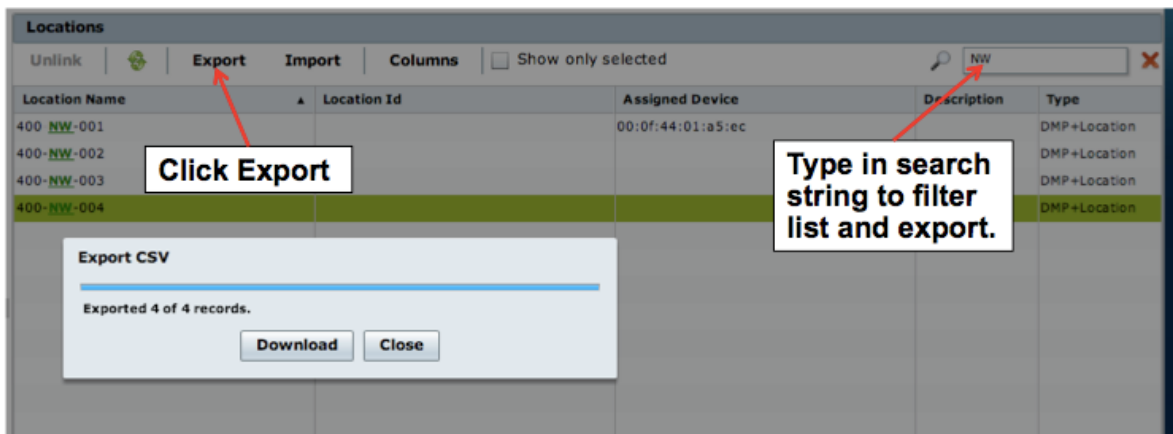 Locations
Unlink Export Import Columns Show only selected NW
Location Name Location Id Assigned Device Description Type
400 NW-001 00:0f:44:01:a5:ec DMP+Location
400-NW-002 DMP+Location
400-NW-003 DMP+Location
400-NW-004 DMP+Location
Click Export
Type in search
string to filter
list and export.
Export CSV
Exported 4 of 4 records.
Download Close